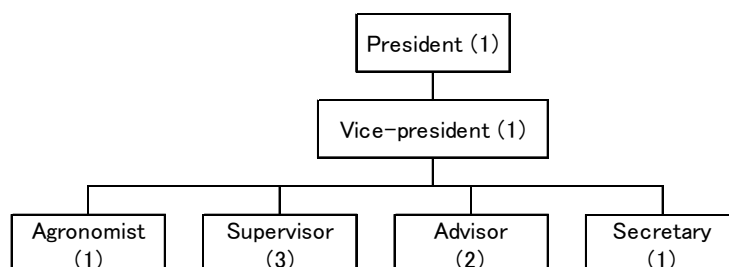 President (1)
Vice-president (1)
Agronomist
(1)
Supervisor
(3)
Advisor
(2)
Secretary
(1)